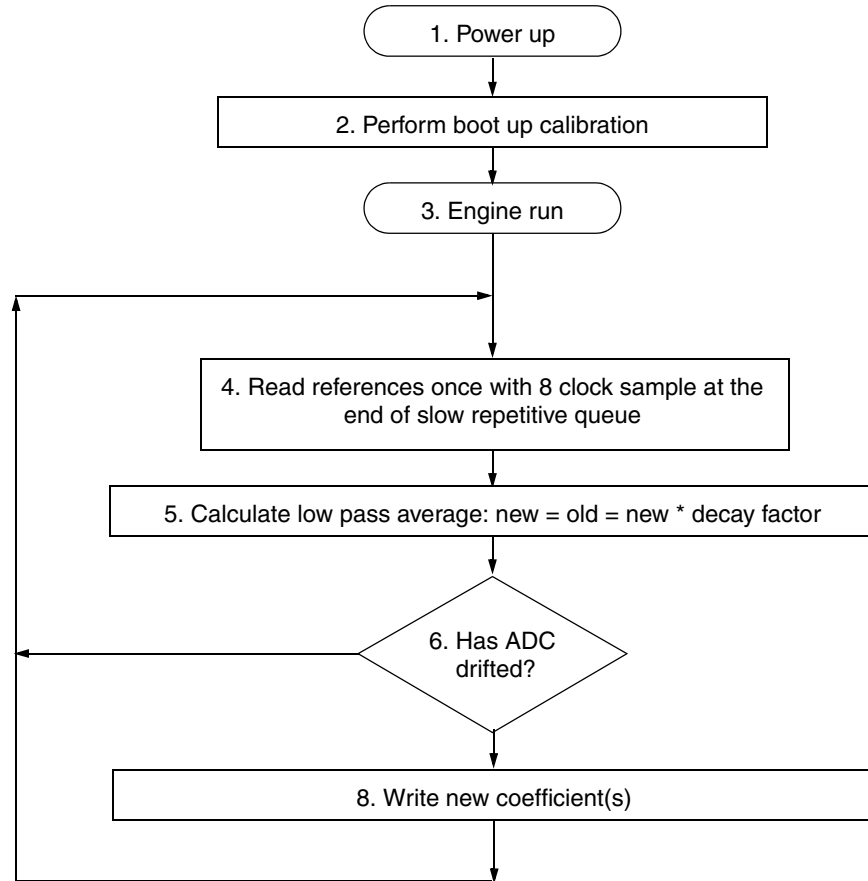 1. Power up
2. Perform boot up calibration
3. Engine run
4. Read references once with 8 clock sample at the
end of slow repetitive queue
5. Calculate low pass average: new = old = new * decay factor
6. Has ADC
drifted?
8. Write new coefficient(s)